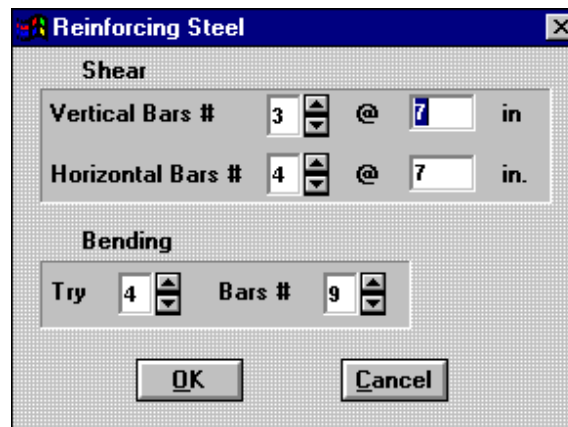 Reinforcing Steel
Shear
Vertical Bars # 3 @ 7 in
Horizontal Bars # 4 @ 7 in.
Bending
Try 4 Bars # 9
OK Cancel